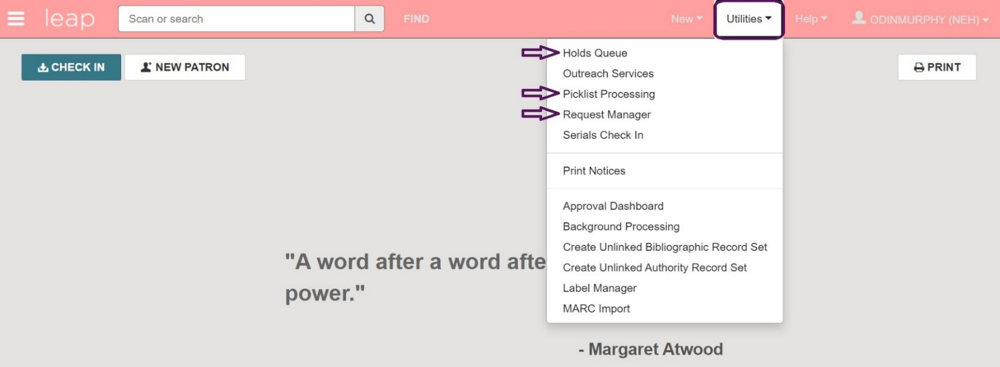 leap
Scan or search
FIND
New
Utilities
Help
ODINMURPHY (NEH)
CHECK IN
NEW PATRON
PRINT
Holds Queue
Outreach Services
Picklist Processing
Request Manager
Serials Check In
Print Notices
Approval Dashboard
Background Processing
Create Unlinked Bibliographic Record Set
Create Unlinked Authority Record Set
Label Manager
MARC Import
"A word after a word afte
power."
- Margaret Atwood